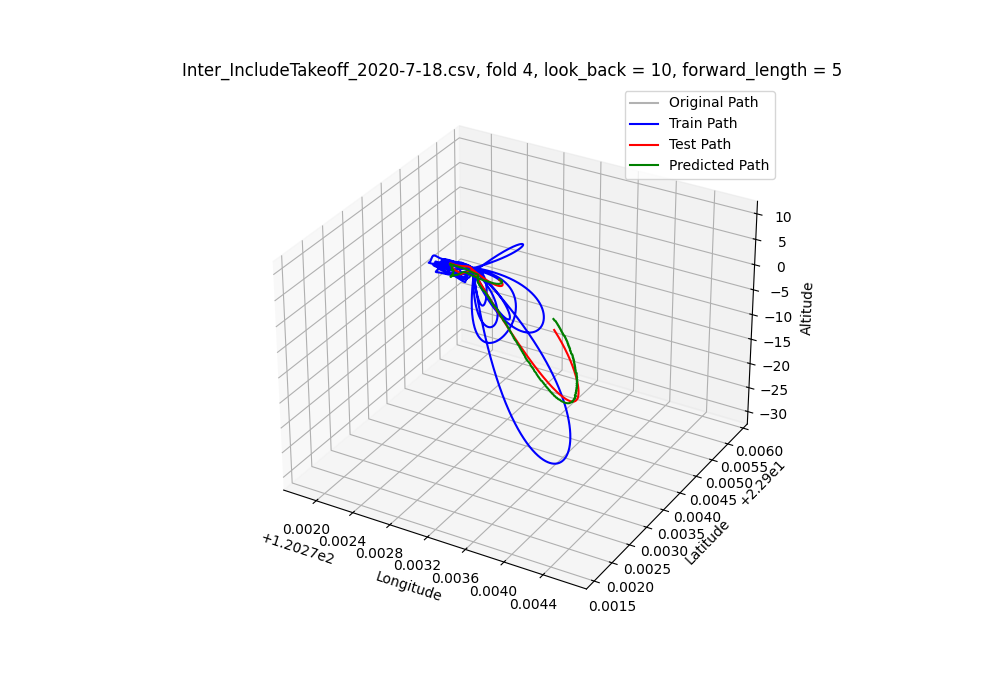 Inter_IncludeTakeoff_2020-7-18.csv, fold 4, look_back = 10, forward_length = 5
Original Path
Train Path
Test Path
Predicted Path
10
5
0
−5
−10
−15
−20
−25
−30
Altitude
0.0060
0.0055
0.0050
0.0045
0.0040
0.0035
0.0030
0.0025
0.0020
0.0015
+2.29e1
Latitude
0.0020
0.0024
0.0028
0.0032
0.0036
0.0040
0.0044
+1.2027e2
Longitude